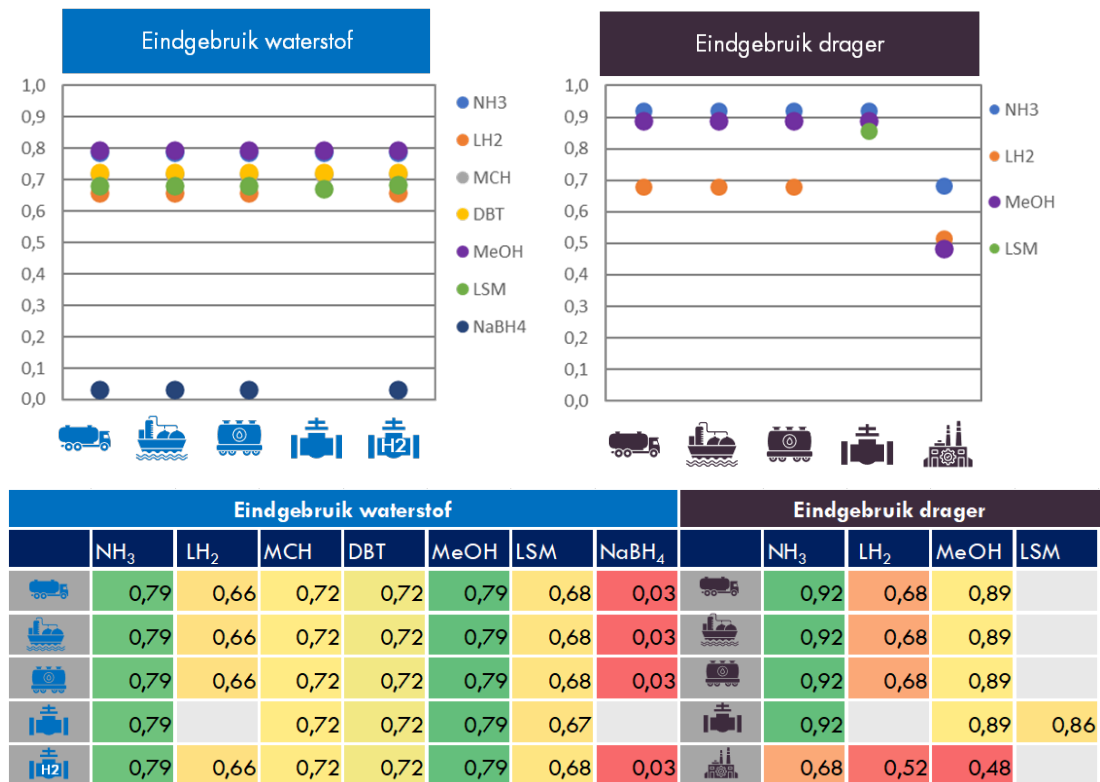 Eindgebruik waterstof
1,0
0,9
0,8
0,7
0,6
0,5
0,4
0,3
0,2
0,1
0,0
NH3
LH2
MCH
DBT
MeOH
LSM
NaBH4
H2
Eindgebruik drager
1,0
0,9
0,8
0,7
0,6
0,5
0,4
0,3
0,2
0,1
0,0
NH3
LH2
MeOH
LSM
Eindgebruik waterstof Eindgebruik drager
NH₃ LH₂ MCH DBT MeOH LSM NaBH₄ NH₃ LH₂ MeOH LSM
0,79 0,66 0,72 0,72 0,79 0,68 0,03 0,92 0,68 0,89
0,79 0,66 0,72 0,72 0,79 0,68 0,03 0,92 0,68 0,89
0,79 0,66 0,72 0,72 0,79 0,68 0,03 0,92 0,68 0,89
0,79 0,72 0,72 0,79 0,67 0,92 0,89 0,86
H2 0,79 0,66 0,72 0,72 0,79 0,68 0,03 0,68 0,52 0,48